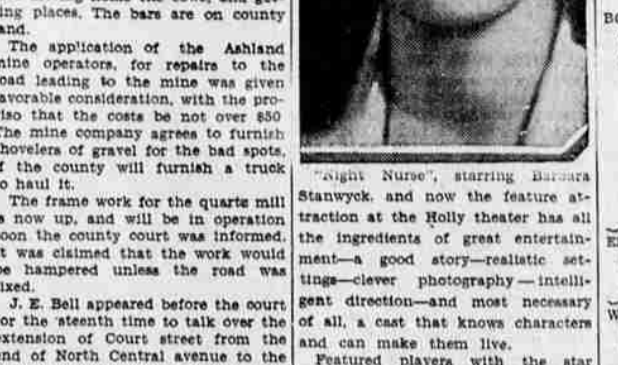 ing places. The bars are on county
land.
The application of the Ashland
mine operators, for repairs to the
road leading to the mine was given
favorable consideration, with the pro-
viso that the costs be not over $50
The mine company agrees to furnish
shovelers of gravel for the bad spots,
if the county will furnish a truck
to haul it.
The frame work for the quartz mill
is now up, and will be in operation
soon the county court was informed.
It was claimed that the work would
be hampered unless the road was
fixed.
J. E. Bell appeared before the court
for the 'steenth time to talk over the
extension of Court street from the
end of North Central avenue to the
"Night Nurse", starring Barbara
Stanwyck, and now the feature at-
traction at the Holly theater has all
the ingredients of great entertain-
ment—a good story—realistic set-
tings—clever photography—intelli-
gent direction—and most necessary
of all, a cast that knows characters
and can make them live.
Featured players with the star